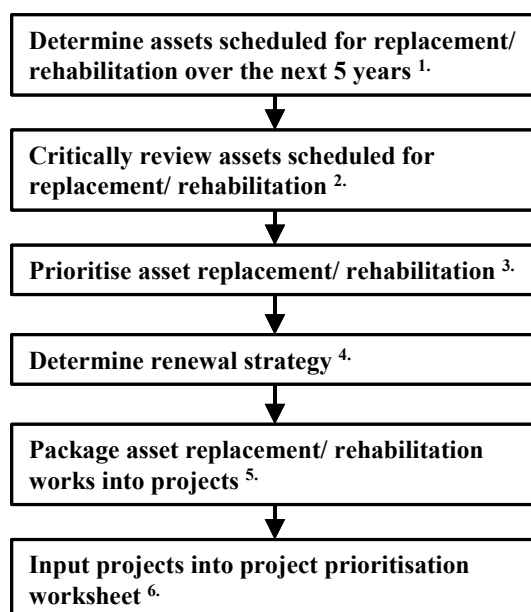 Determine assets scheduled for replacement/
rehabilitation over the next 5 years 1.
Critically review assets scheduled for
replacement/ rehabilitation 2.
Prioritise asset replacement/ rehabilitation 3.
Determine renewal strategy 4.
Package asset replacement/ rehabilitation
works into projects 5.
Input projects into project prioritisation
worksheet 6.